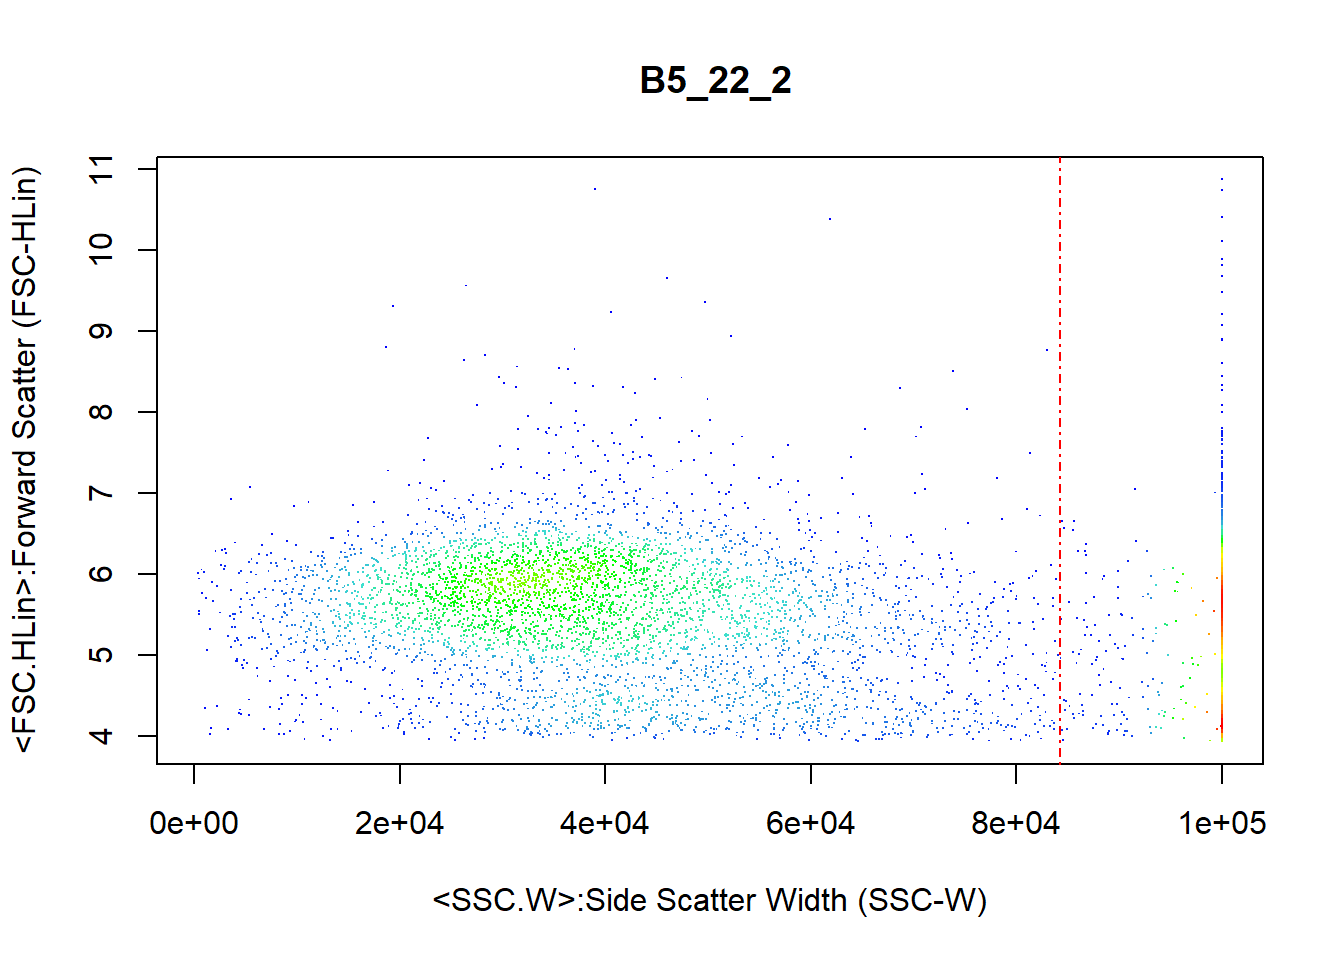 B5_22_2
<FSC.HLin>:Forward Scatter (FSC-HLin)
11
10
9
8
7
6
5
4
0e+00 2e+04 4e+04 6e+04 8e+04 1e+05
<SSC.W>:Side Scatter Width (SSC-W)